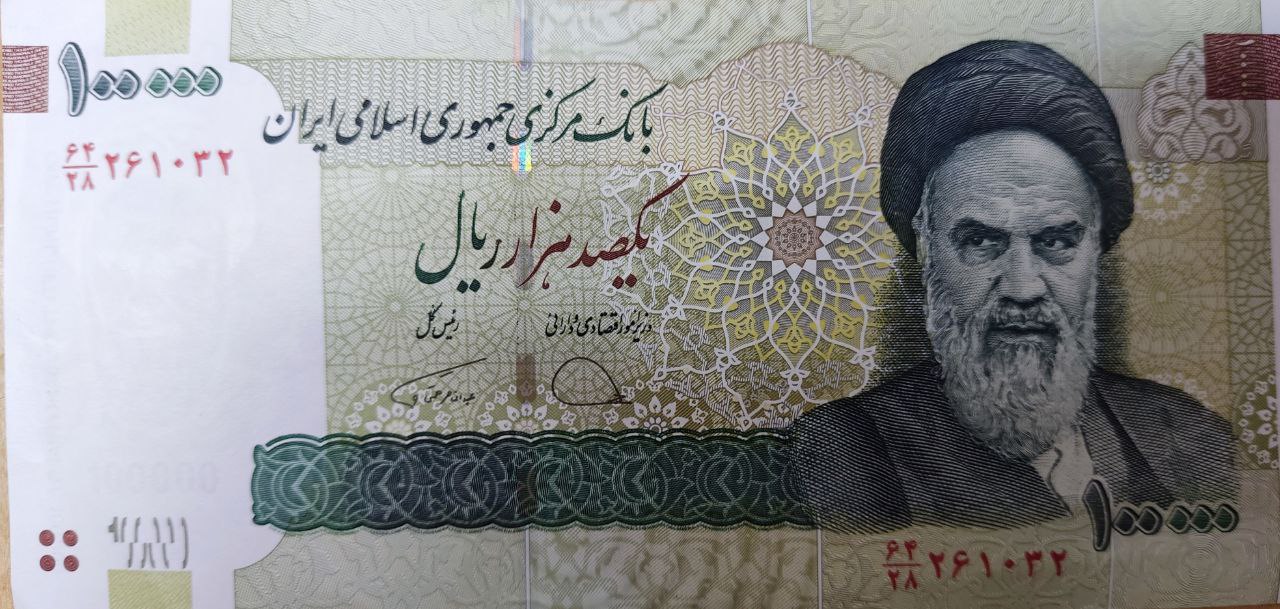 ۱۰۰۰۰۰
بانک مرکزی جمهوری اسلامی ایران
۶۴/۲۸ ۲۶۱۰۳۲
یکصد هزار ریال
وزیر امور اقتصادی و دارائی
رئیس کل
۱۰۰۰۰۰
۶۴/۲۸ ۲۶۱۰۳۲